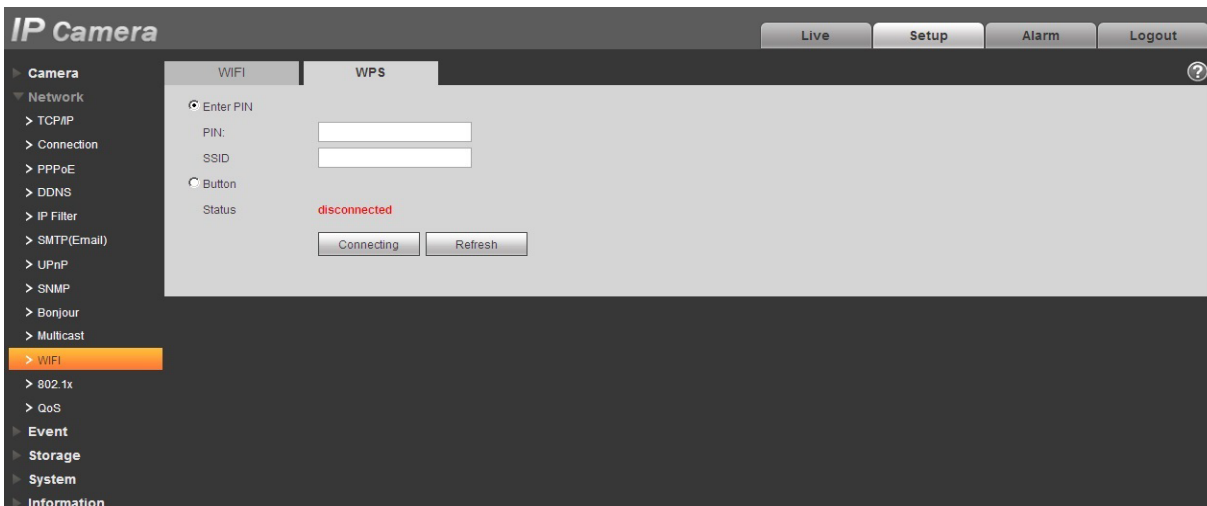 IP Camera
Live Setup Alarm Logout
Camera
Network
> TCP/IP
> Connection
> PPPoE
> DDNS
> IP Filter
> SMTP(Email)
> UPnP
> SNMP
> Bonjour
> Multicast
> WIFI
> 802.1x
> QoS
Event
Storage
System
Information
WIFI WPS
?
Enter PIN
PIN:
SSID
Button
Status disconnected
Connecting Refresh